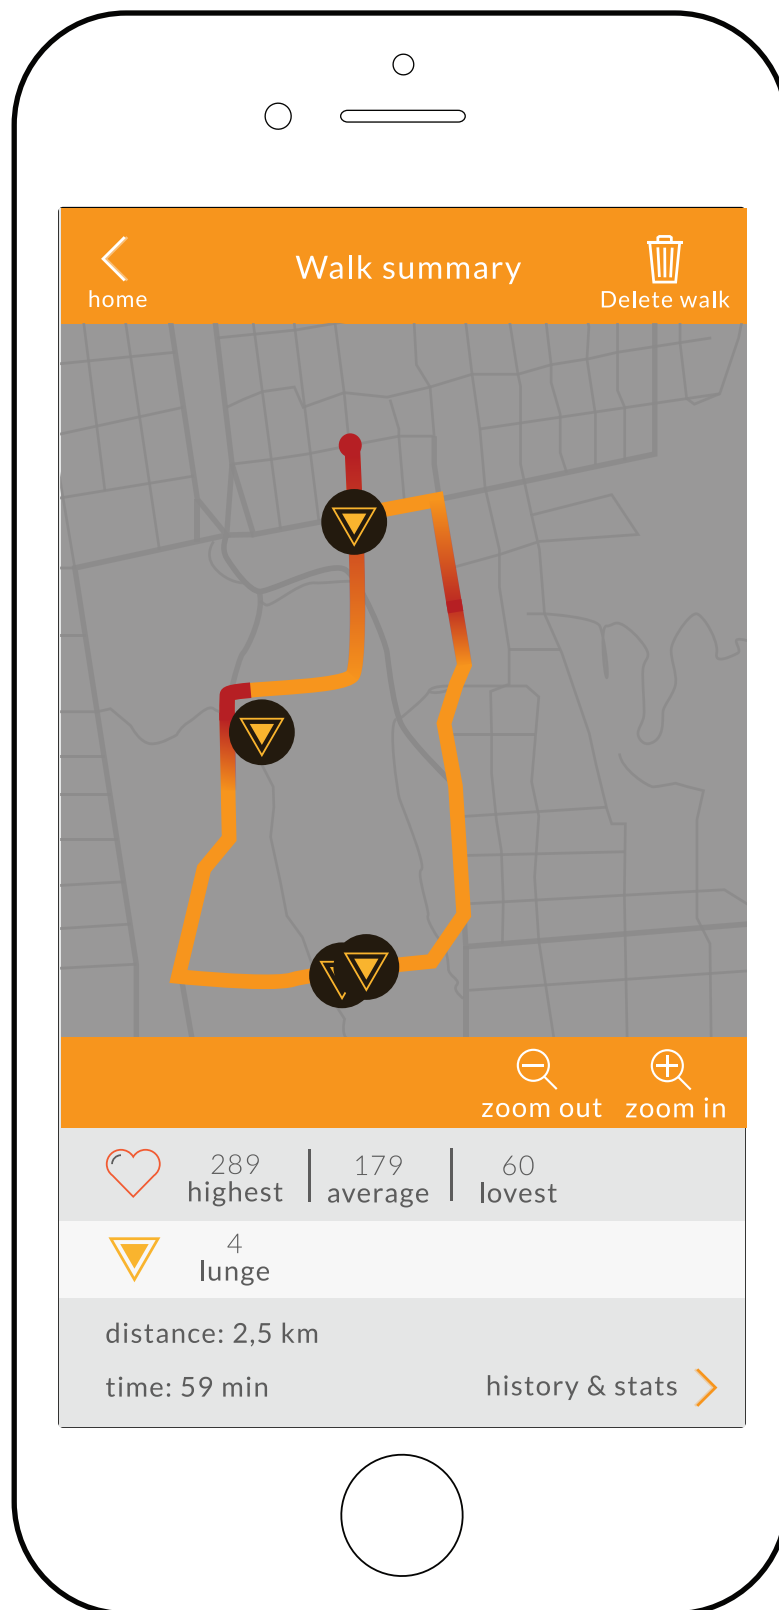 Walk summary
home
Delete walk
zoom out
zoom in
289
highest
179
average
60
lovest
4
lunge
distance: 2,5 km
time: 59 min
history & stats